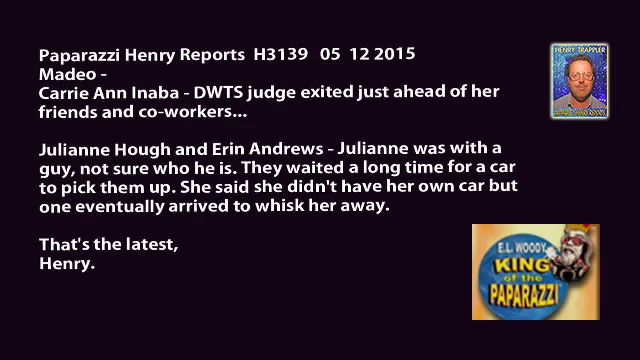 Paparazzi Henry Reports  H3139   05  12 2015
Madeo -
Carrie Ann Inaba - DWTS judge exited just ahead of her
friends and co-workers...
Julianne Hough and Erin Andrews - Julianne was with a
guy, not sure who he is. They waited a long time for a car
to pick them up. She said she didn't have her own car but
one eventually arrived to whisk her away.
That's the latest,
Henry.
HENRY TRAPPLER
E.L. WOODY
KING
of the
PAPARAZZI